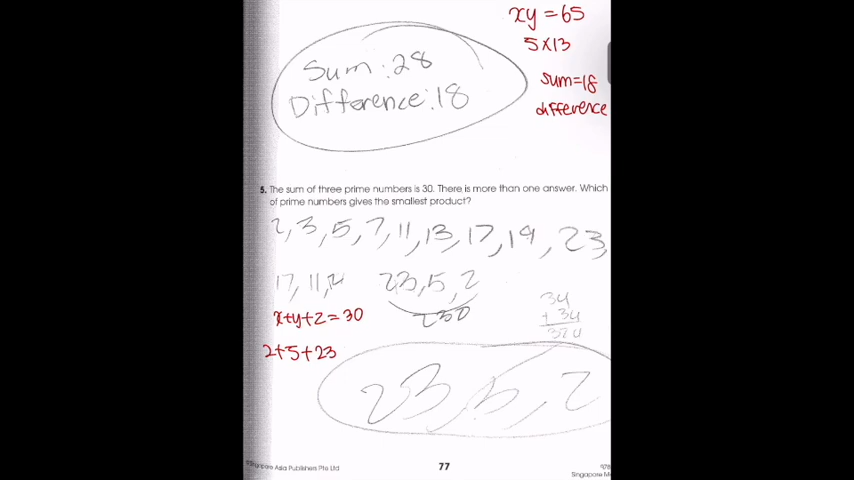 xy = 65
5 x 13
Sum: 28
Difference: 18
sum = 18
difference
5. The sum of three prime numbers is 30. There is more than one answer. Which
of prime numbers gives the smallest product?
2, 3, 5, 7, 11, 13, 17, 19, 23,
17, 11, 2
23, 5, 2
230
34
+ 34
x+y+z = 30
2+5+23
23, 5, 2
Singapore Asia Publishers Pte Ltd
77
978